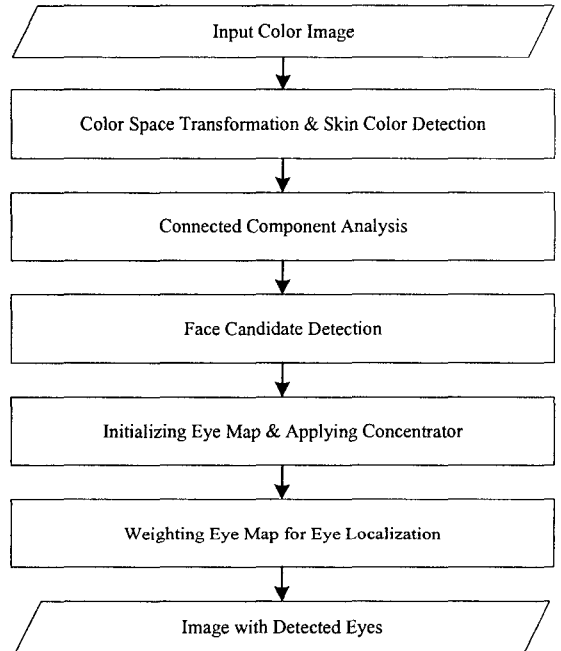 Input Color Image
Color Space Transformation & Skin Color Detection
Connected Component Analysis
Face Candidate Detection
Initializing Eye Map & Applying Concentrator
Weighting Eye Map for Eye Localization
Image with Detected Eyes